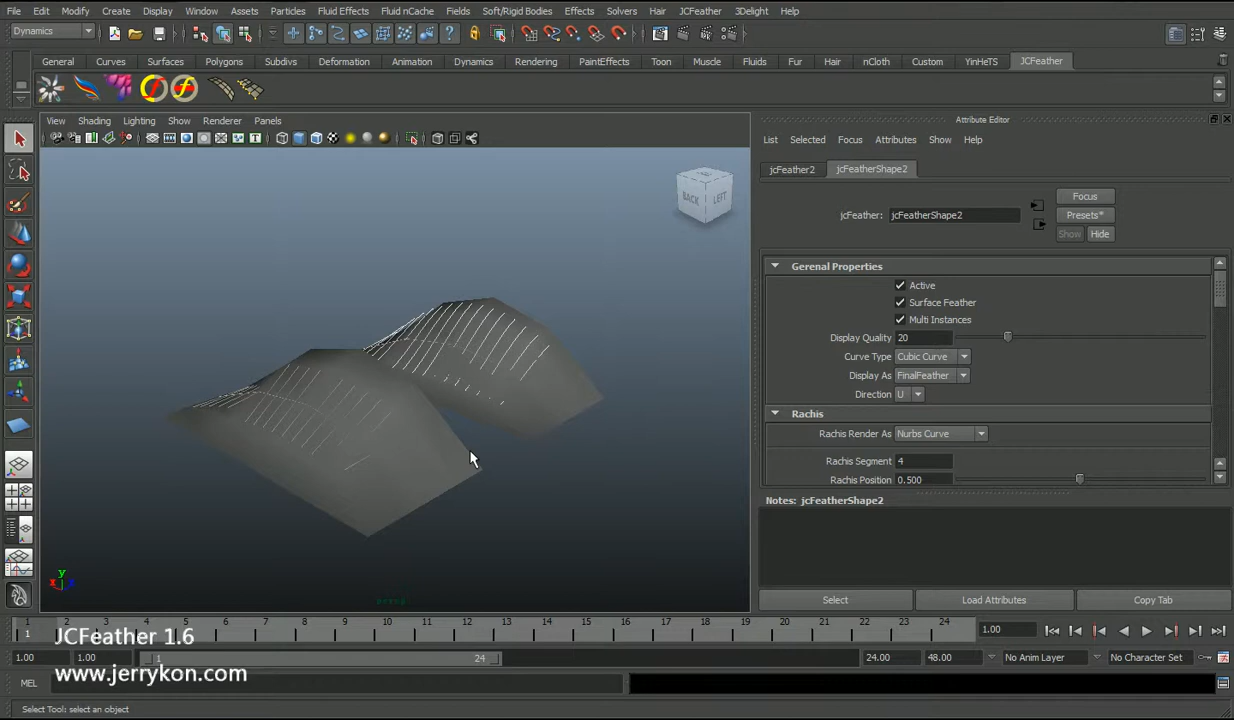 File Edit Modify Create Display Window Assets Particles Fluid Effects Fluid nCache Fields Soft/Rigid Bodies Effects Solvers Hair JCFeather 3Delight Help
Dynamics
General Curves Surfaces Polygons Subdivs Deformation Animation Dynamics Rendering PaintEffects Toon Muscle Fluids Fur Hair nCloth Custom YinHeTS JCFeather
View Shading Lighting Show Renderer Panels
Attribute Editor
List Selected Focus Attributes Show Help
jcFeather2 jcFeatherShape2
BACK LEFT
Focus
jcFeather: jcFeatherShape2
Presets*
Show Hide
Gerenal Properties
Active
Surface Feather
Multi Instances
Display Quality 20
Curve Type Cubic Curve
Display As FinalFeather
Direction U
Rachis
Rachis Render As Nurbs Curve
Rachis Segment 4
Rachis Position 0.500
Notes: jcFeatherShape2
y
x z
persp
Select Load Attributes Copy Tab
1 2 3 4 5 6 7 8 9 10 11 12 13 14 15 16 17 18 19 20 21 22 23 24
1 1.00
JCFeather 1.6
1.00 1.00 1 24 24.00 48.00 No Anim Layer No Character Set
www.jerrykon.com
MEL
Select Tool: select an object